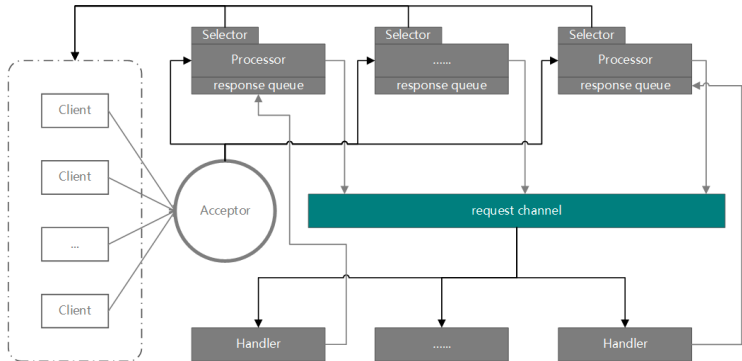 Selector
Selector
Selector
Processor
......
Processor
response queue
response queue
response queue
Client
Client
...
Client
Acceptor
request channel
Handler
......
Handler